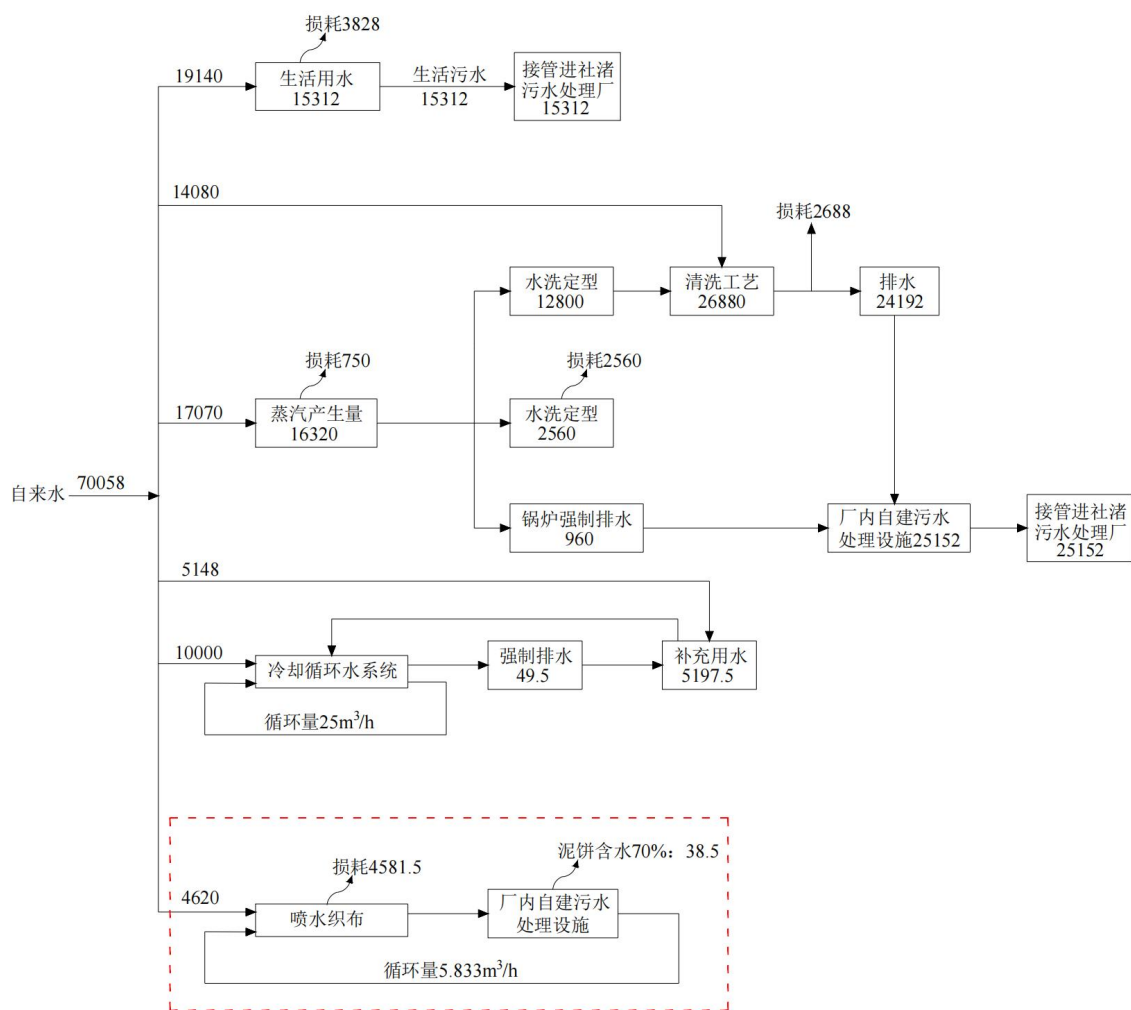 损耗3828
19140
生活用水
15312
生活污水
15312
接管进社渚
污水处理厂
15312
14080
损耗2688
水洗定型
12800
清洗工艺
26880
排水
24192
损耗750
损耗2560
17070
蒸汽产生量
16320
水洗定型
2560
自来水
70058
锅炉强制排水
960
厂内自建污水
处理设施25152
接管进社渚
污水处理厂
25152
5148
10000
冷却循环水系统
强制排水
49.5
补充用水
5197.5
循环量25m³/h
泥饼含水70%：38.5
损耗4581.5
4620
喷水织布
厂内自建污水
处理设施
循环量5.833m³/h